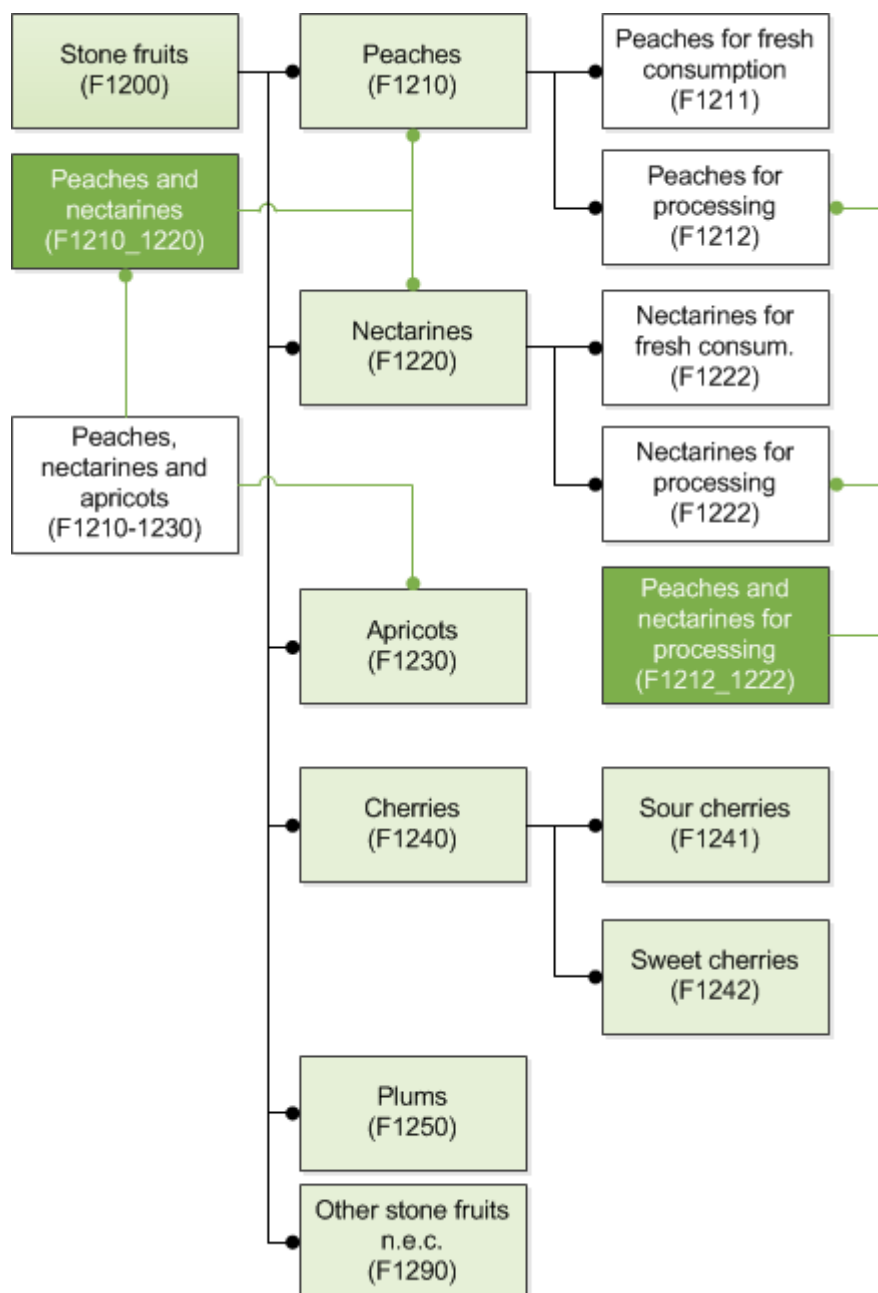 Stone fruits
(F1200)
Peaches
(F1210)
Peaches for fresh
consumption
(F1211)
Peaches and
nectarines
(F1210_1220)
Peaches for
processing
(F1212)
Nectarines
(F1220)
Nectarines for
fresh consum.
(F1222)
Peaches,
nectarines and
apricots
(F1210-1230)
Nectarines for
processing
(F1222)
Apricots
(F1230)
Peaches and
nectarines for
processing
(F1212_1222)
Cherries
(F1240)
Sour cherries
(F1241)
Sweet cherries
(F1242)
Plums
(F1250)
Other stone fruits
n.e.c.
(F1290)